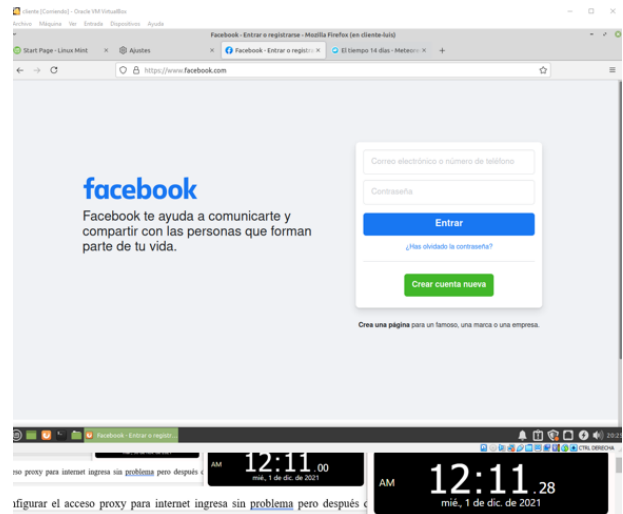 cliente [Corriendo] - Oracle VM VirtualBox
Archivo Máquina Ver Entrada Dispositivos Ayuda
Facebook - Entrar o registrarse - Mozilla Firefox (en cliente-luis)
Start Page - Linux Mint × Ajustes × Facebook - Entrar o registr × El tiempo 14 días - Meteore × +
https://www.facebook.com
Correo electrónico o número de teléfono
facebook
Contraseña
Facebook te ayuda a comunicarte y
compartir con las personas que forman
parte de tu vida.
Entrar
¿Has olvidado la contraseña?
Crear cuenta nueva
Crea una página para un famoso, una marca o una empresa.
Facebook - Entrar o registr...
20:21
CTRL DERECHA
eso proxy para internet ingresa sin problema pero después
AM 12:11.00
mié., 1 de dic. de 2021
AM 12:11.28
mié., 1 de dic. de 2021
nfigurar el acceso proxy para internet ingresa sin problema pero después